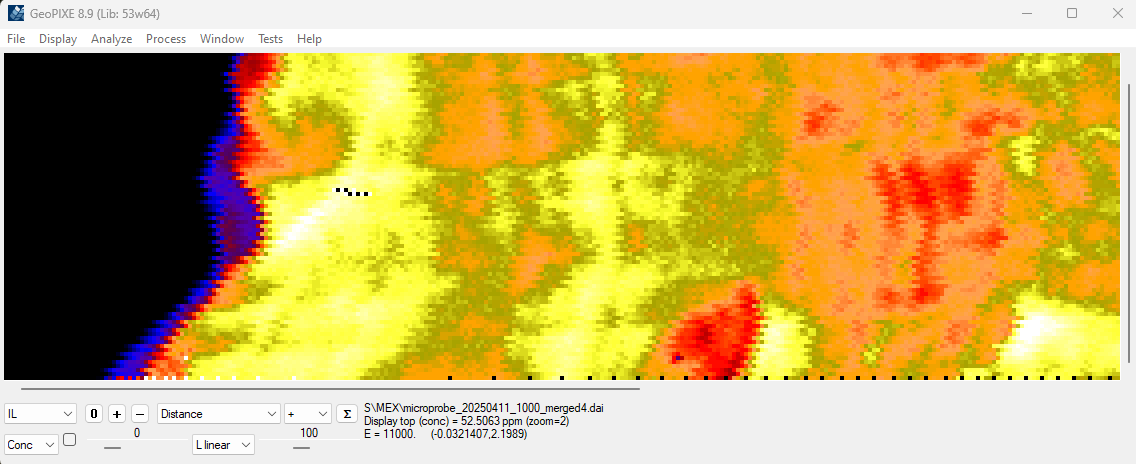 GeoPIXE 8.9 (Lib: 53w64)
File Display Analyze Process Window Tests Help
IL 0 + − Distance + Σ
S\MEX\microprobe_20250411_1000_merged4.dai
Display top (conc) = 52.5063 ppm (zoom=2)
E = 11000. (-0.0321407,2.1989)
0 100
Conc L linear